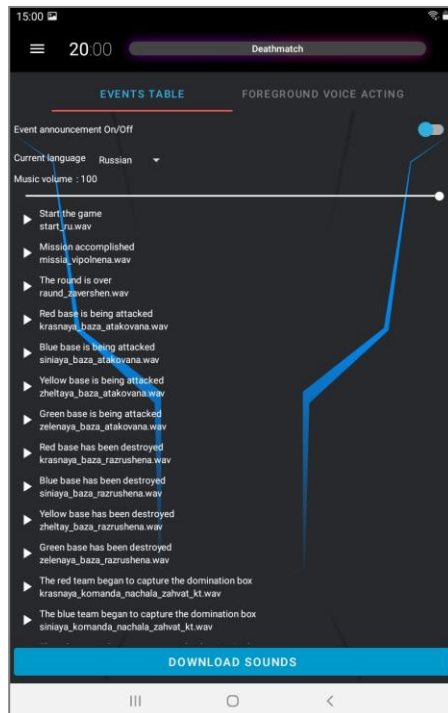 15:00
20:00
Deathmatch
EVENTS TABLE
FOREGROUND VOICE ACTING
Event announcement On/Off
Current language Russian
Music volume : 100
Start the game
start_ru.wav
Mission accomplished
missia_vipolnena.wav
The round is over
raund_zavershen.wav
Red base is being attacked
krasnaya_baza_atakovana.wav
Blue base is being attacked
siniaya_baza_atakovana.wav
Yellow base is being attacked
zheltaya_baza_atakovana.wav
Green base is being attacked
zelenaya_baza_atakovana.wav
Red base has been destroyed
krasnaya_baza_razrushena.wav
Blue base has been destroyed
siniaya_baza_razrushena.wav
Yellow base has been destroyed
zheltay_baza_razrushena.wav
Green base has been destroyed
zelenaya_baza_razrushena.wav
The red team began to capture the domination box
krasnaya_komanda_nachala_zahvat_kt.wav
The blue team began to capture the domination box
siniaya_komanda_nachala_zahvat_kt.wav
DOWNLOAD SOUNDS